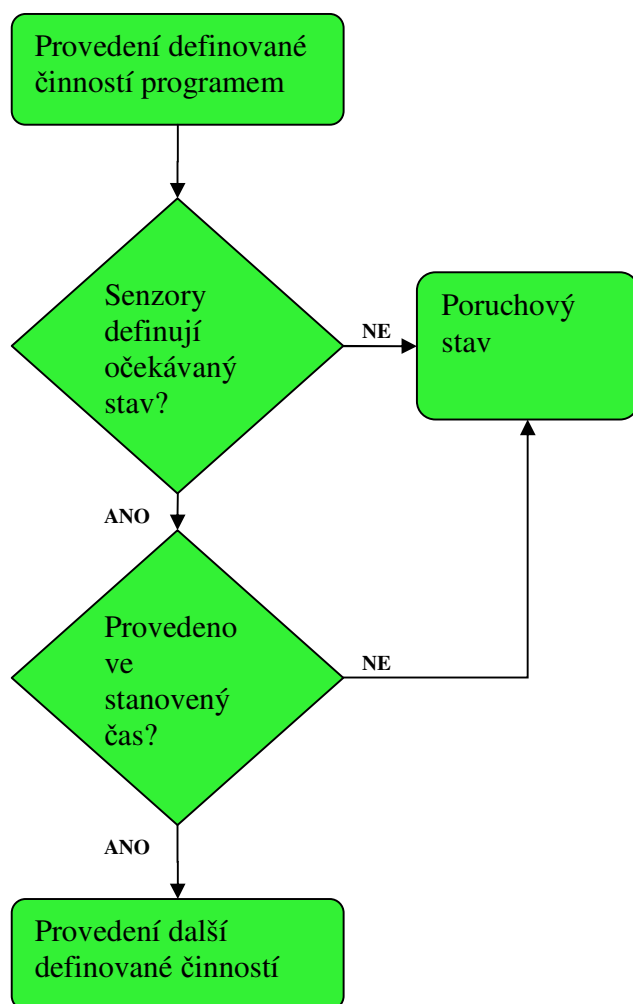 Provedení definované
činností programem
Senzory
definují
očekávaný
stav?
NE
Poruchový
stav
ANO
Provedeno
ve
stanovený
čas?
NE
ANO
Provedení další
definované činností